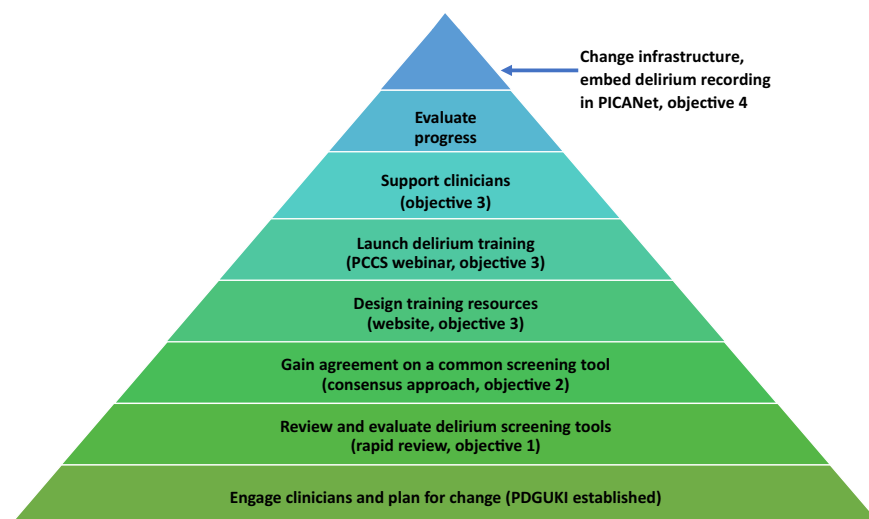 Change infrastructure,
embed delirium recording
in PICANet, objective 4
Evaluate
progress
Support clinicians
(objective 3)
Launch delirium training
(PCCS webinar, objective 3)
Design training resources
(website, objective 3)
Gain agreement on a common screening tool
(consensus approach, objective 2)
Review and evaluate delirium screening tools
(rapid review, objective 1)
Engage clinicians and plan for change (PDGUKI established)